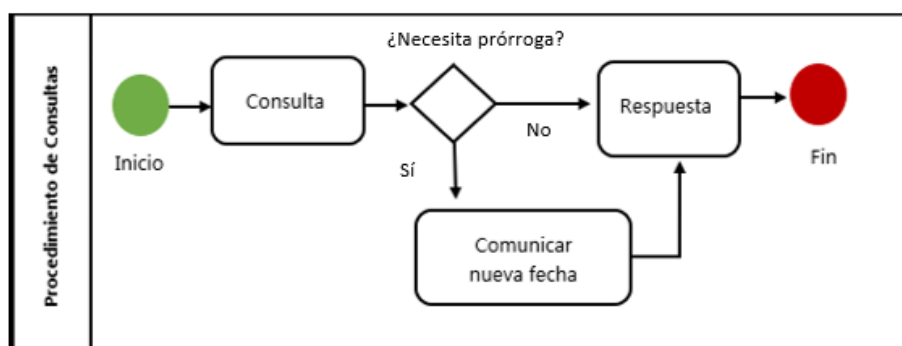 Procedimiento de Consultas
¿Necesita prórroga?
Inicio
Consulta
Sí
No
Comunicar
nueva fecha
Respuesta
Fin